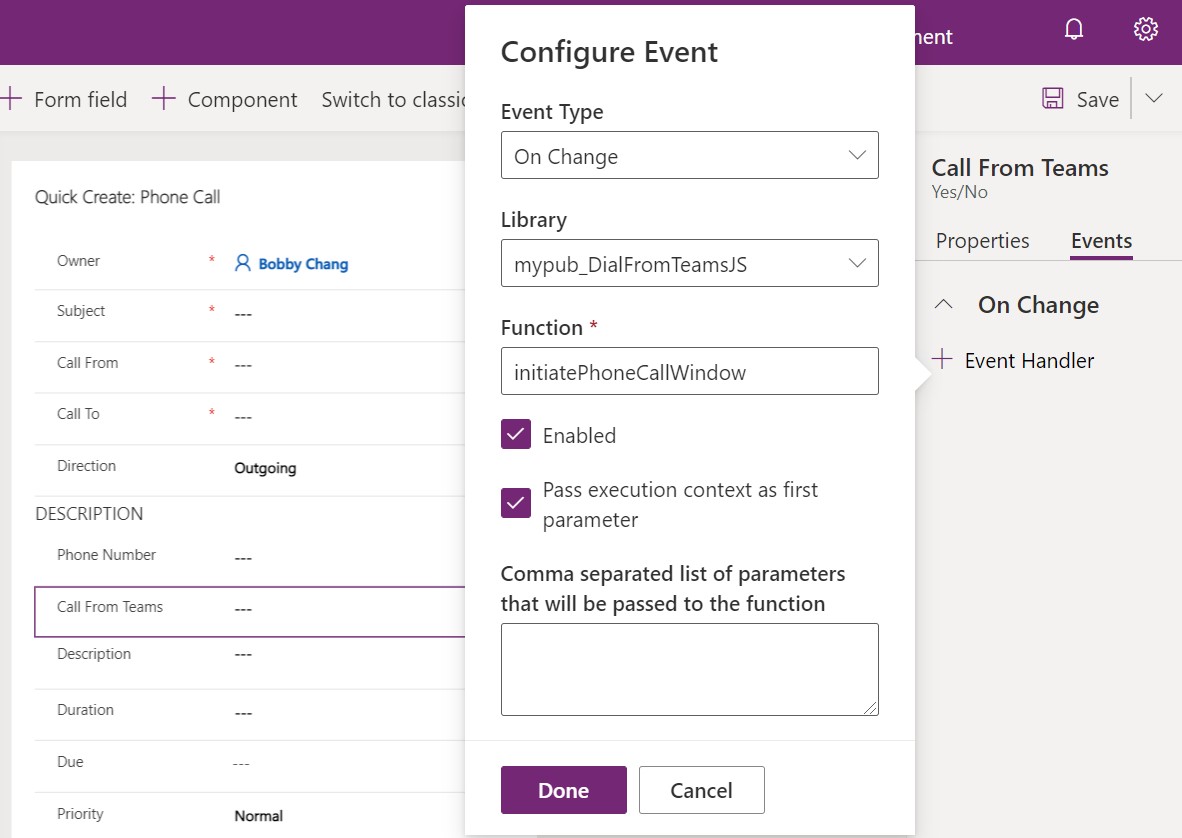 nent
+ Form field + Component Switch to classic
Save
Quick Create: Phone Call
Owner * Bobby Chang
Subject * ---
Call From * ---
Call To * ---
Direction Outgoing
DESCRIPTION
Phone Number ---
Call From Teams ---
Description ---
Duration ---
Due ---
Priority Normal
Configure Event
Event Type
On Change
Library
mypub_DialFromTeamsJS
Function *
initiatePhoneCallWindow
Enabled
Pass execution context as first
parameter
Comma separated list of parameters
that will be passed to the function
Done Cancel
Call From Teams
Yes/No
Properties Events
On Change
+ Event Handler